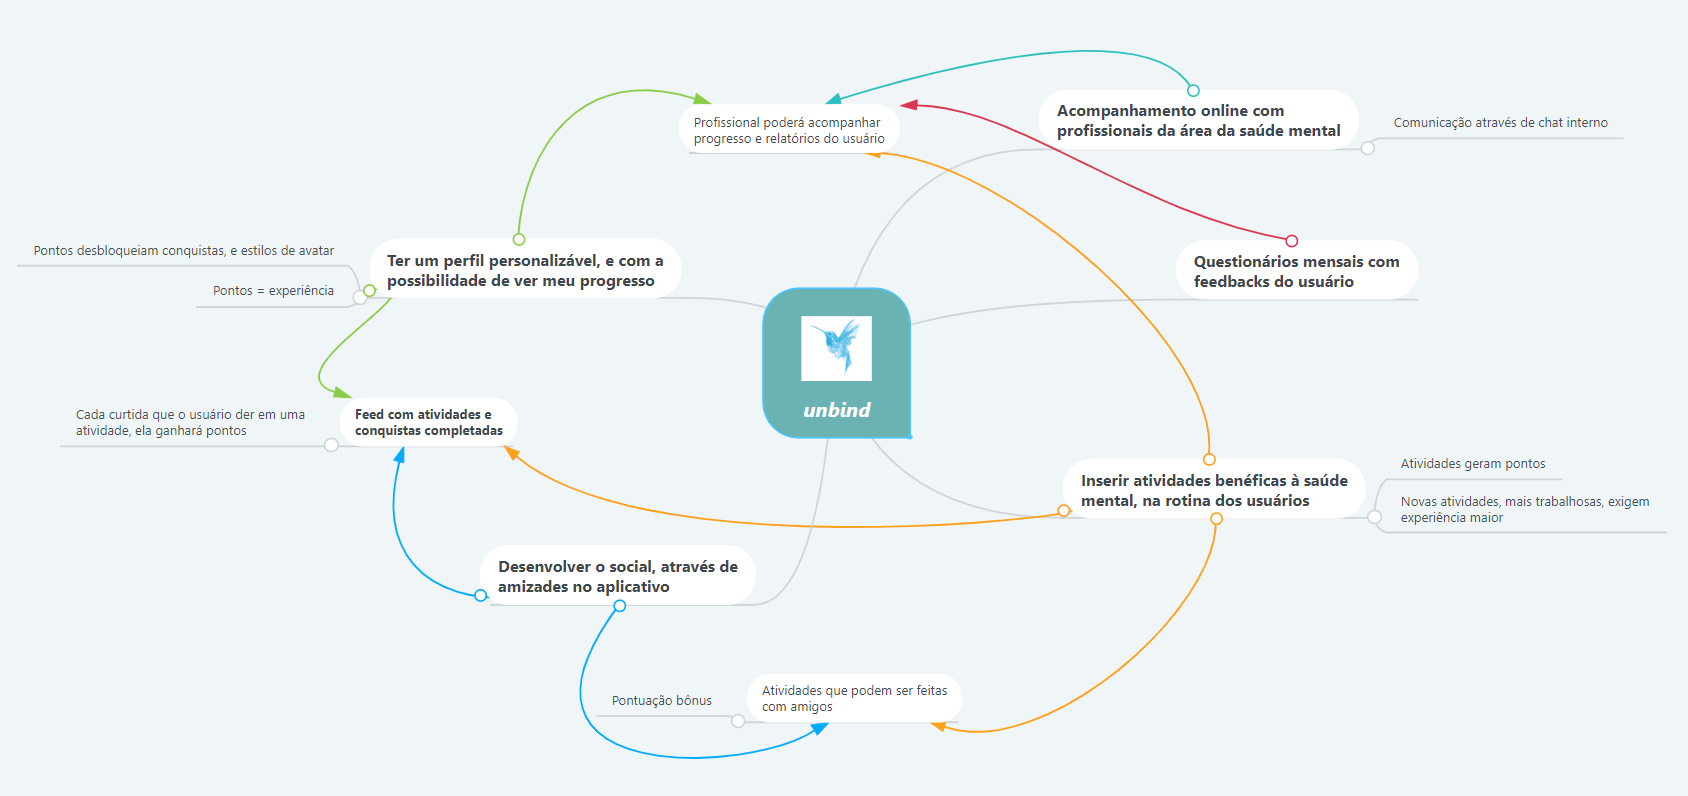 Profissional poderá acompanhar
progresso e relatórios do usuário
Acompanhamento online com
profissionais da área da saúde mental
Comunicação através de chat interno
Pontos desbloqueiam conquistas, e estilos de avatar
Pontos = experiência
Ter um perfil personalizável, e com a
possibilidade de ver meu progresso
Questionários mensais com
feedbacks do usuário
unbind
Cada curtida que o usuário der em uma
atividade, ela ganhará pontos
Feed com atividades e
conquistas completadas
Inserir atividades benéficas à saúde
mental, na rotina dos usuários
Atividades geram pontos
Novas atividades, mais trabalhosas, exigem
experiência maior
Desenvolver o social, através de
amizades no aplicativo
Pontuação bônus
Atividades que podem ser feitas
com amigos